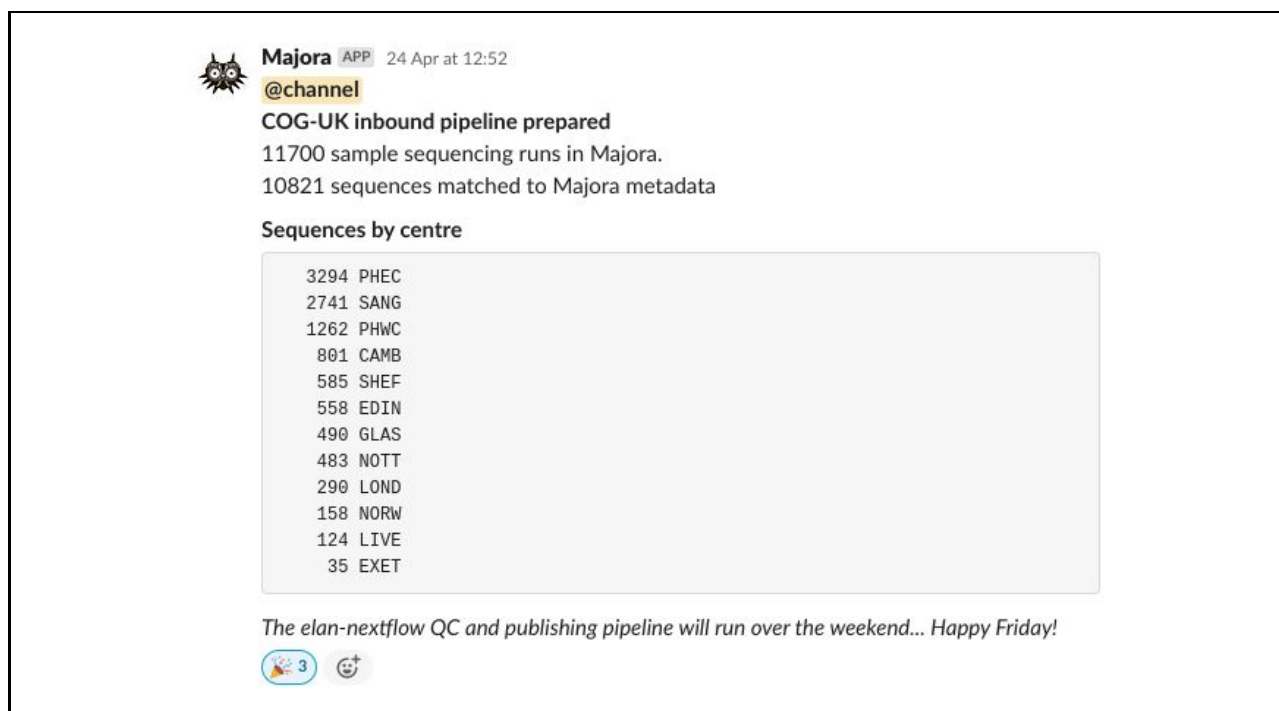 Majora APP 24 Apr at 12:52
@channel
COG-UK inbound pipeline prepared
11700 sample sequencing runs in Majora.
10821 sequences matched to Majora metadata
Sequences by centre
3294 PHEC
2741 SANG
1262 PHWC
801 CAMB
585 SHEF
558 EDIN
490 GLAS
483 NOTT
290 LOND
158 NORW
124 LIVE
35 EXET
The elan-nextflow QC and publishing pipeline will run over the weekend... Happy Friday!
3